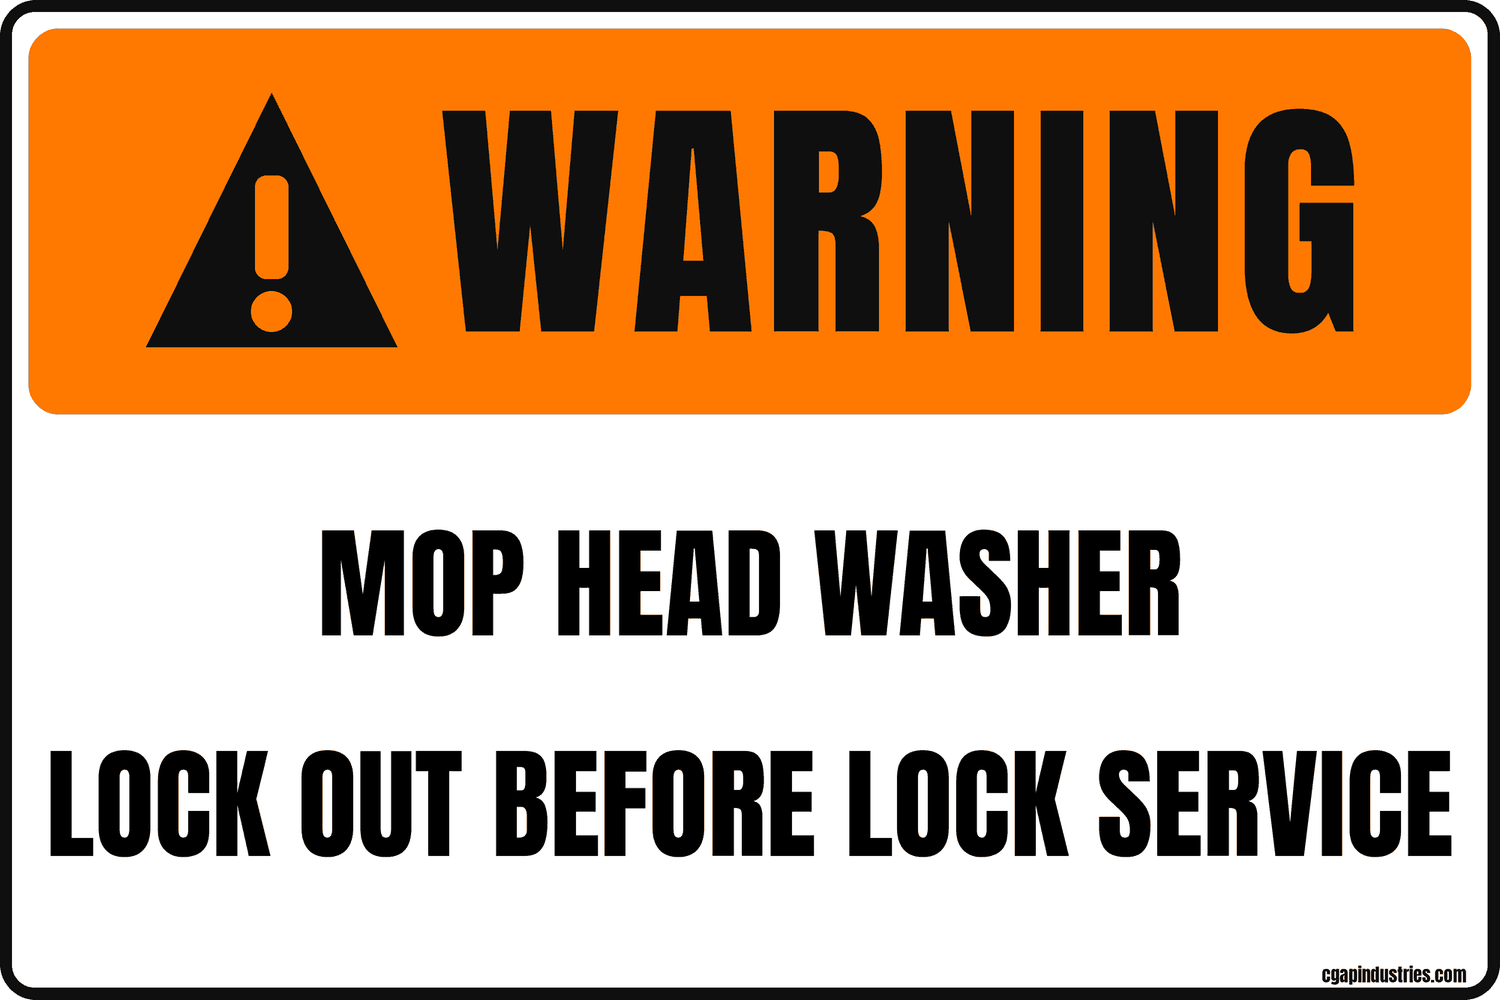 WARNING
MOP HEAD WASHER
LOCK OUT BEFORE LOCK SERVICE
cgapindustries.com